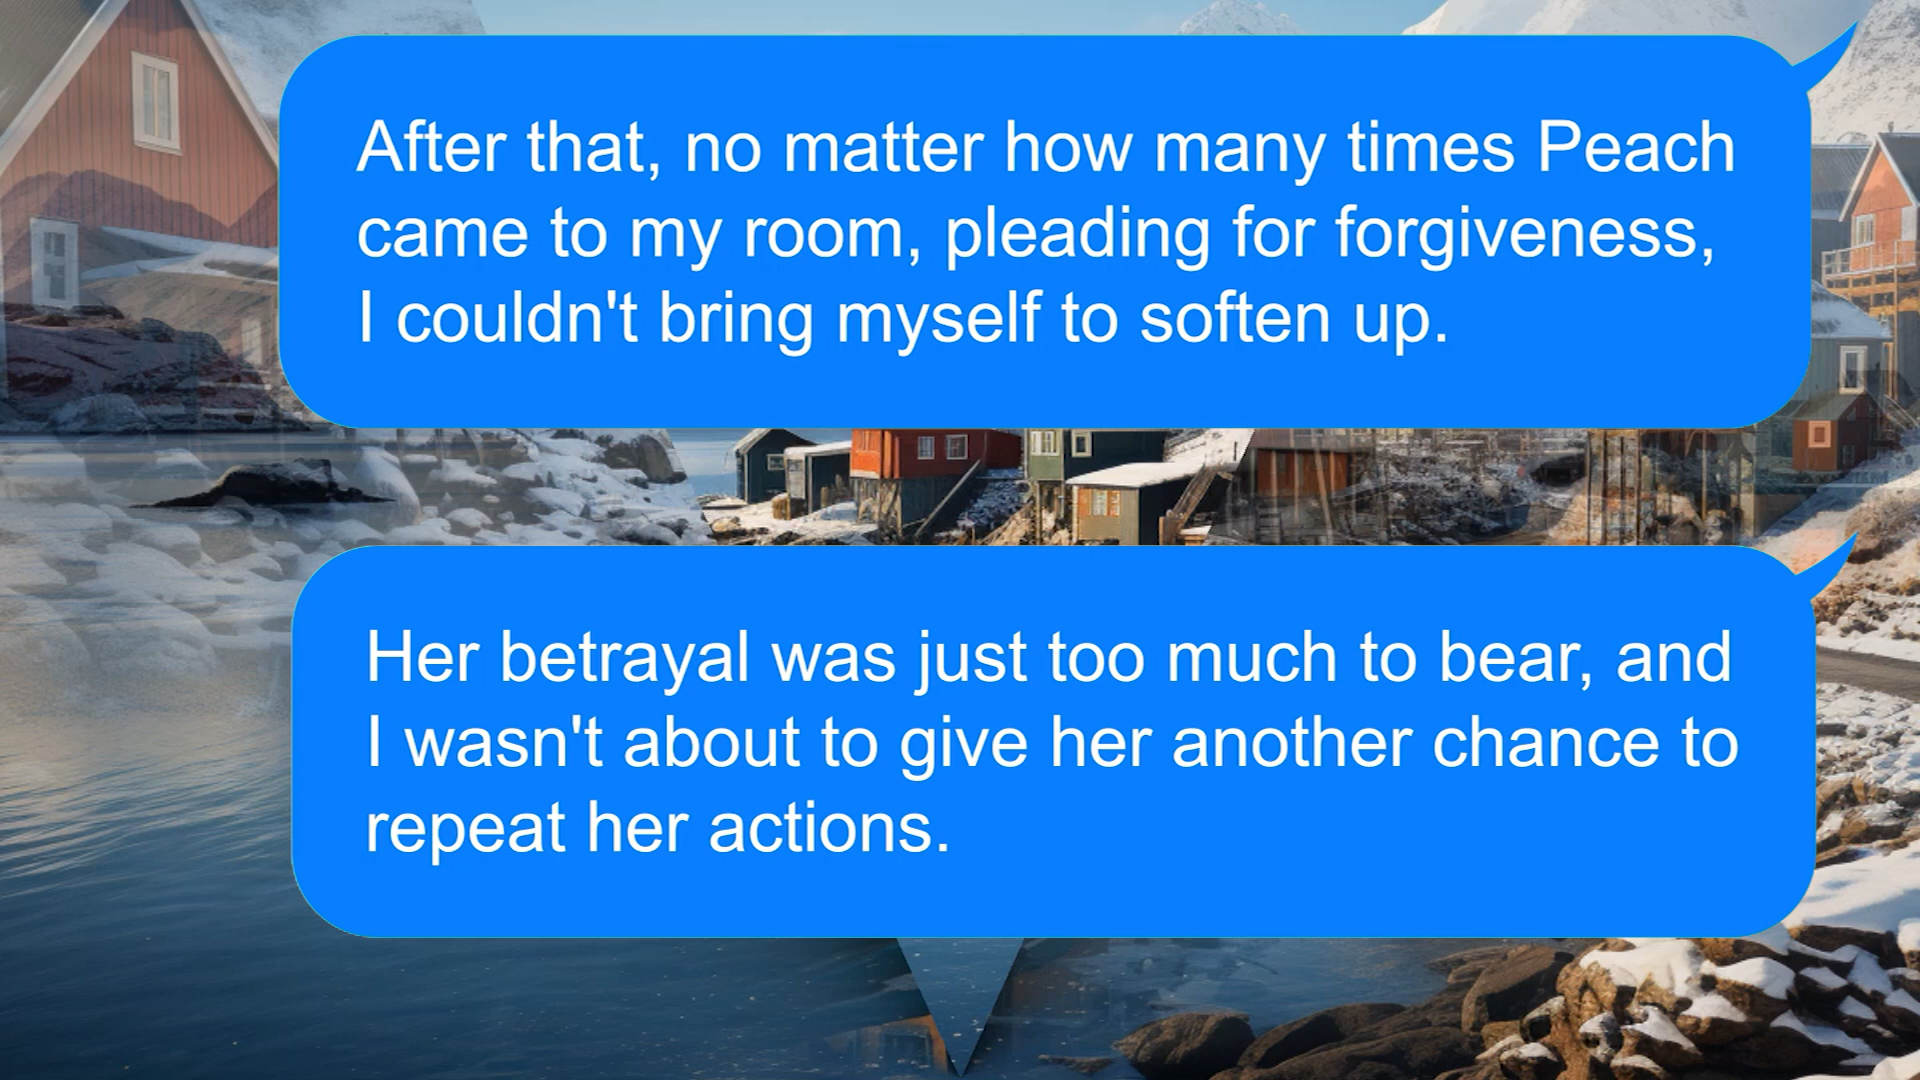 After that, no matter how many times Peach
came to my room, pleading for forgiveness,
I couldn't bring myself to soften up.
Her betrayal was just too much to bear, and
I wasn't about to give her another chance to
repeat her actions.